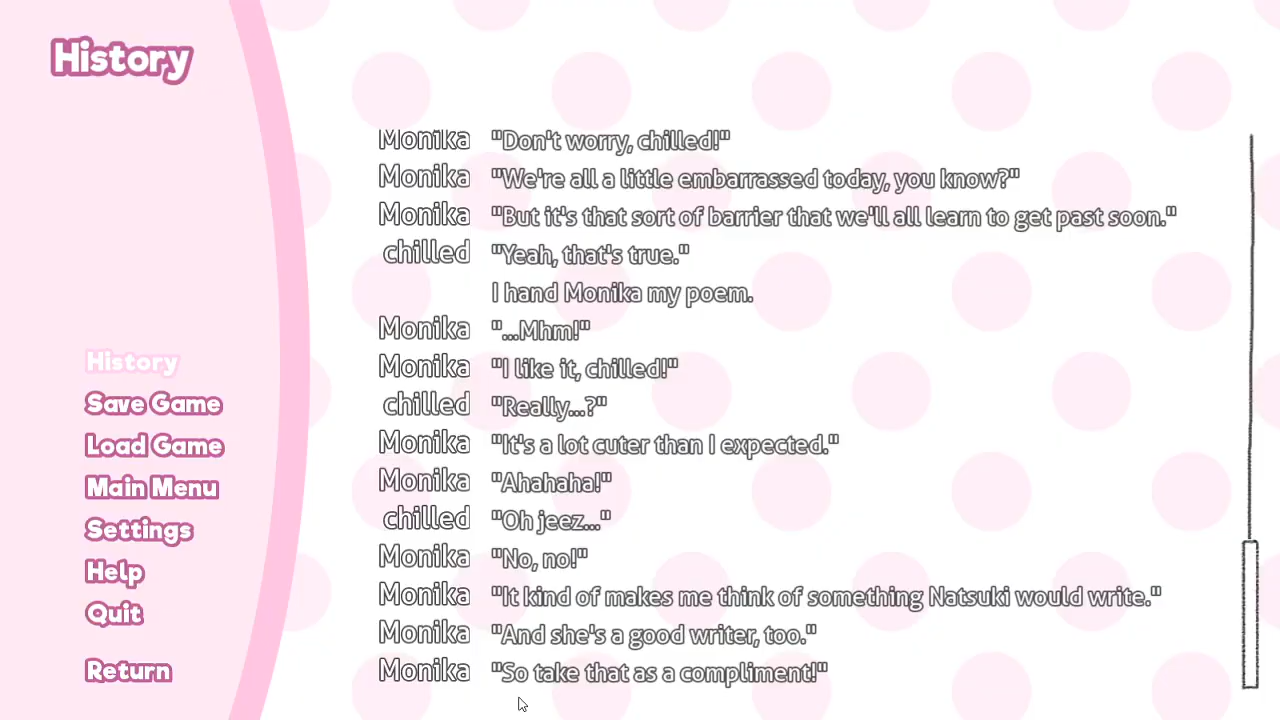 History
Monika "Don't worry, chilled!"
Monika "We're all a little embarrassed today, you know?"
Monika "But it's that sort of barrier that we'll all learn to get past soon."
chilled "Yeah, that's true."
I hand Monika my poem.
Monika "...Mhm!"
Monika "I like it, chilled!"
chilled "Really...?"
Monika "It's a lot cuter than I expected."
Monika "Ahahaha!"
chilled "Oh jeez..."
Monika "No, no!"
Monika "It kind of makes me think of something Natsuki would write."
Monika "And she's a good writer, too."
Monika "So take that as a compliment!"
History
Save Game
Load Game
Main Menu
Settings
Help
Quit
Return